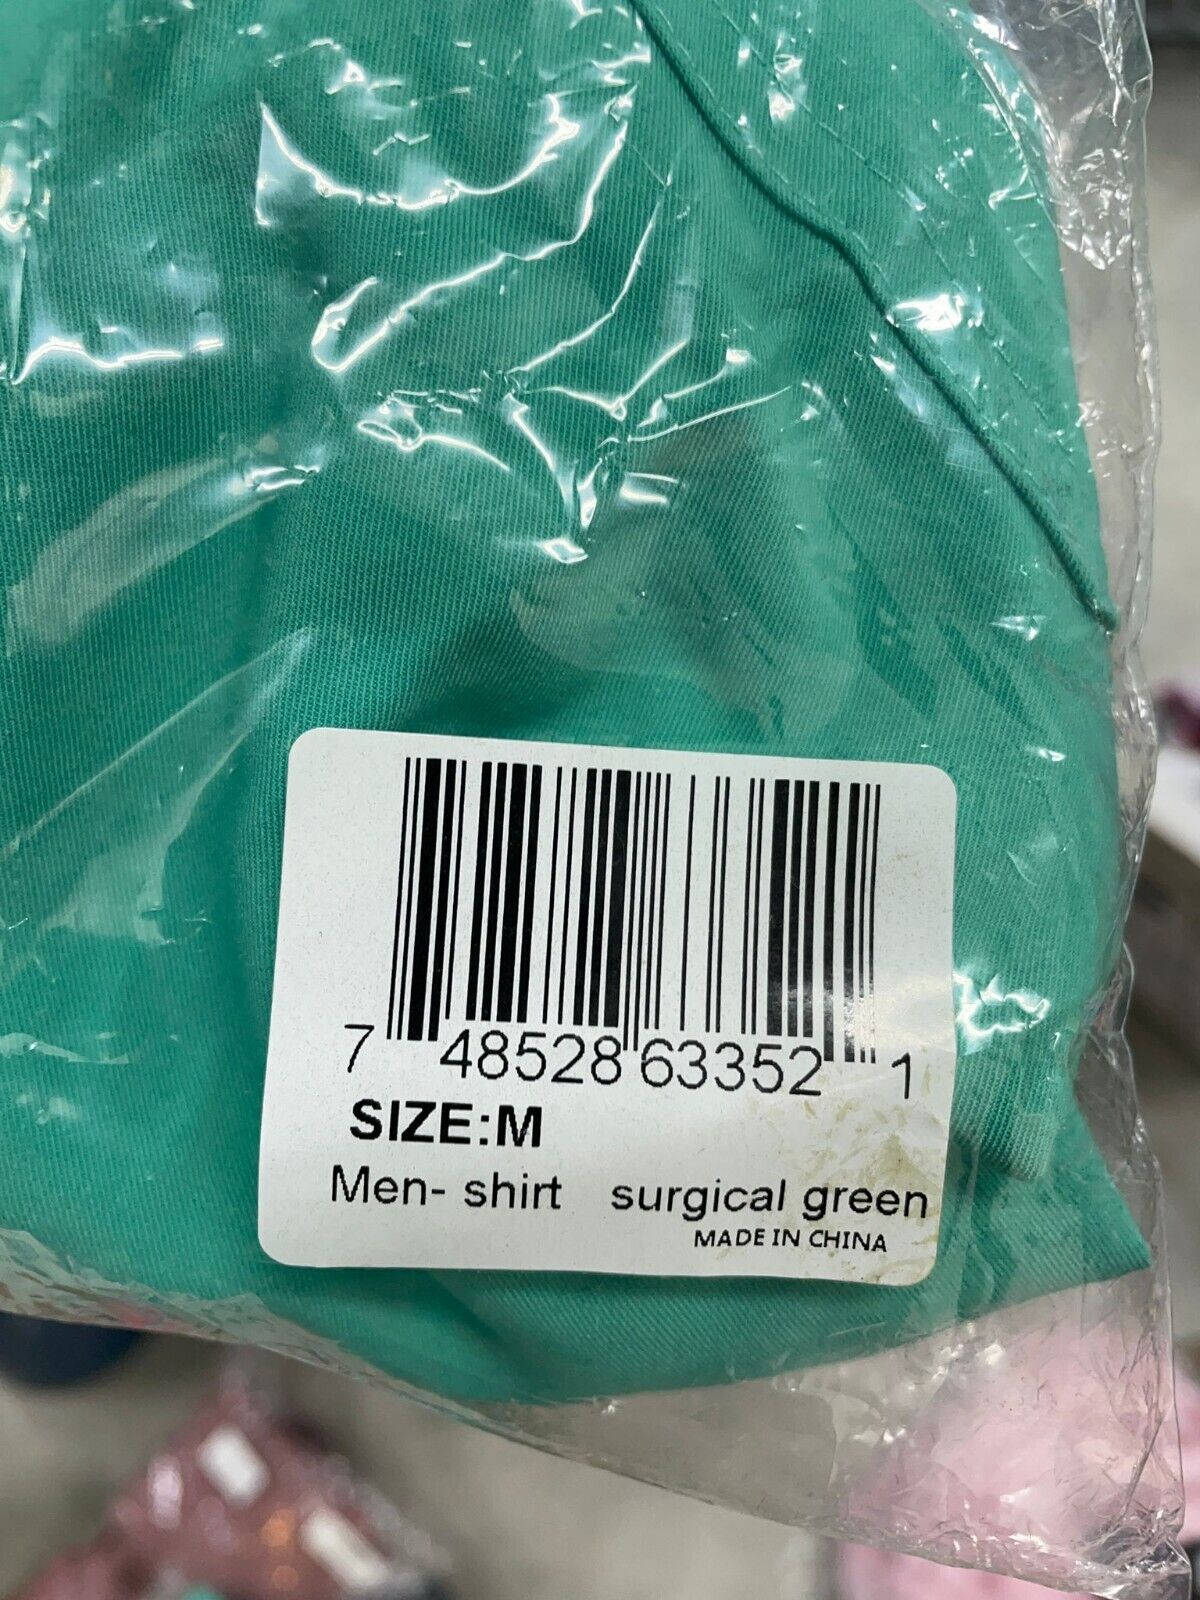 7 48528 63352 1
SIZE:M
Men- shirt surgical green
MADE IN CHINA